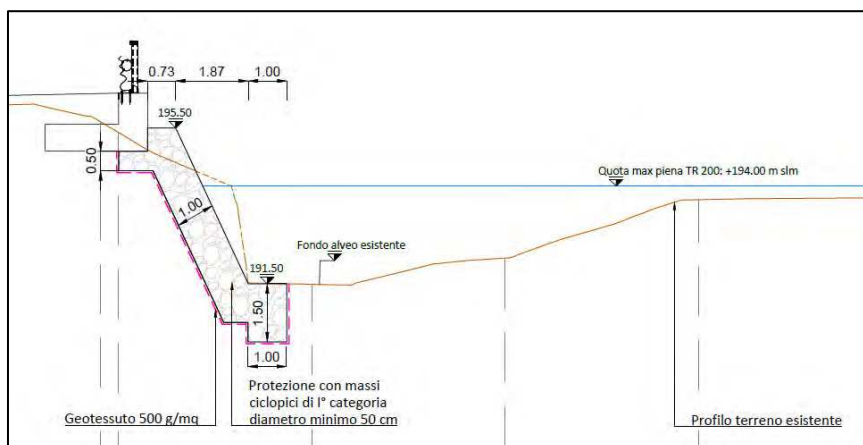 0.73 1.87 1.00
195.50
0.50
Quota max piena TR 200: +194.00 m slm
1.00
Fondo alveo esistente
191.50
1.50
1.00
Geotessuto 500 g/mq
Protezione con massi
ciclopici di I° categoria
diametro minimo 50 cm
Profilo terreno esistente